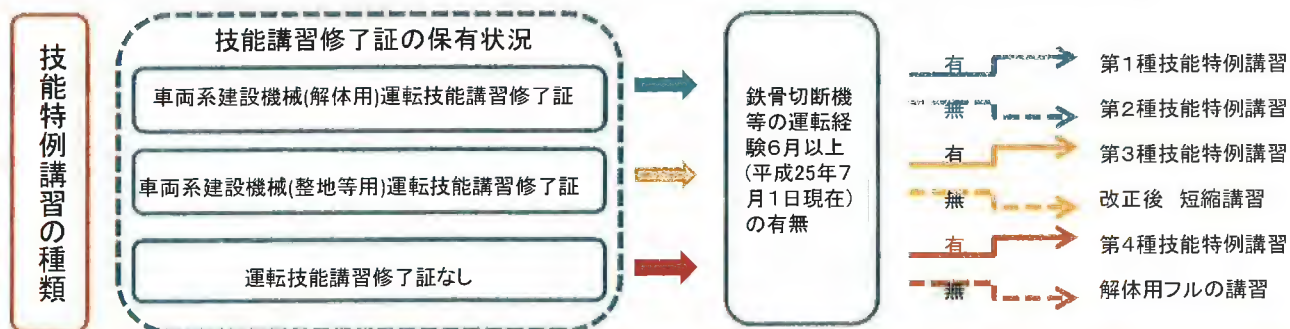 技能特例講習の種類
技能講習修了証の保有状況
車両系建設機械(解体用)運転技能講習修了証
車両系建設機械(整地等用)運転技能講習修了証
運転技能講習修了証なし
鉄骨切断機
等の運転経
験6月以上
(平成25年7
月1日現在)
の有無
有 第1種技能特例講習
無 第2種技能特例講習
有 第3種技能特例講習
無 改正後 短縮講習
有 第4種技能特例講習
無 解体用フルの講習